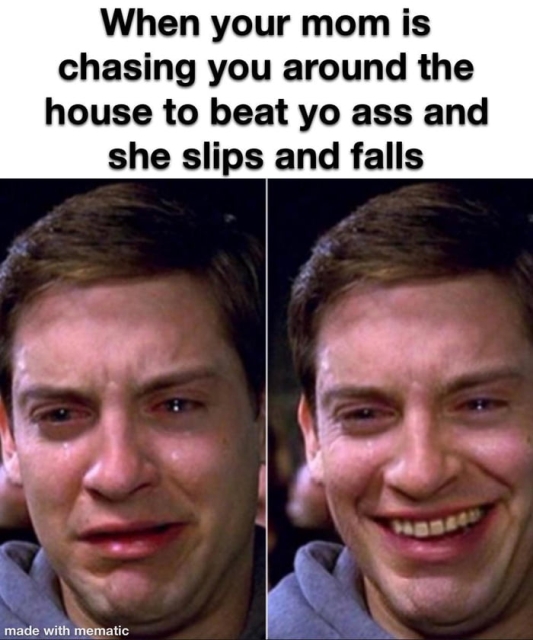 When your mom is
chasing you around the
house to beat yo ass and
she slips and falls
made with mematic